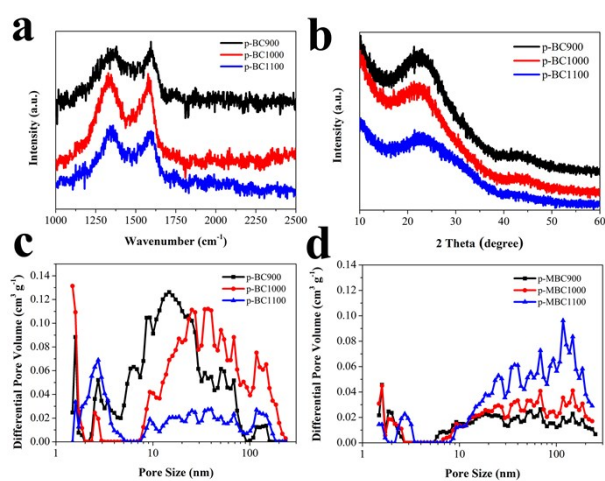 a
p-BC900
p-BC1000
p-BC1100
Intensity (a.u.)
1000 1250 1500 1750 2000 2250 2500
Wavenumber (cm⁻¹)
b
p-BC900
p-BC1000
p-BC1100
Intensity (a.u.)
10 20 30 40 50 60
2 Theta (degree)
c
p-BC900
p-BC1000
p-BC1100
Differential Pore Volume (cm³ g⁻¹)
0.14
0.12
0.10
0.08
0.06
0.04
0.02
0.00
1 10 100
Pore Size (nm)
d
p-MBC900
p-MBC1000
p-MBC1100
Differential Pore Volume (cm³ g⁻¹)
0.14
0.12
0.10
0.08
0.06
0.04
0.02
0.00
1 10 100
Pore Size (nm)